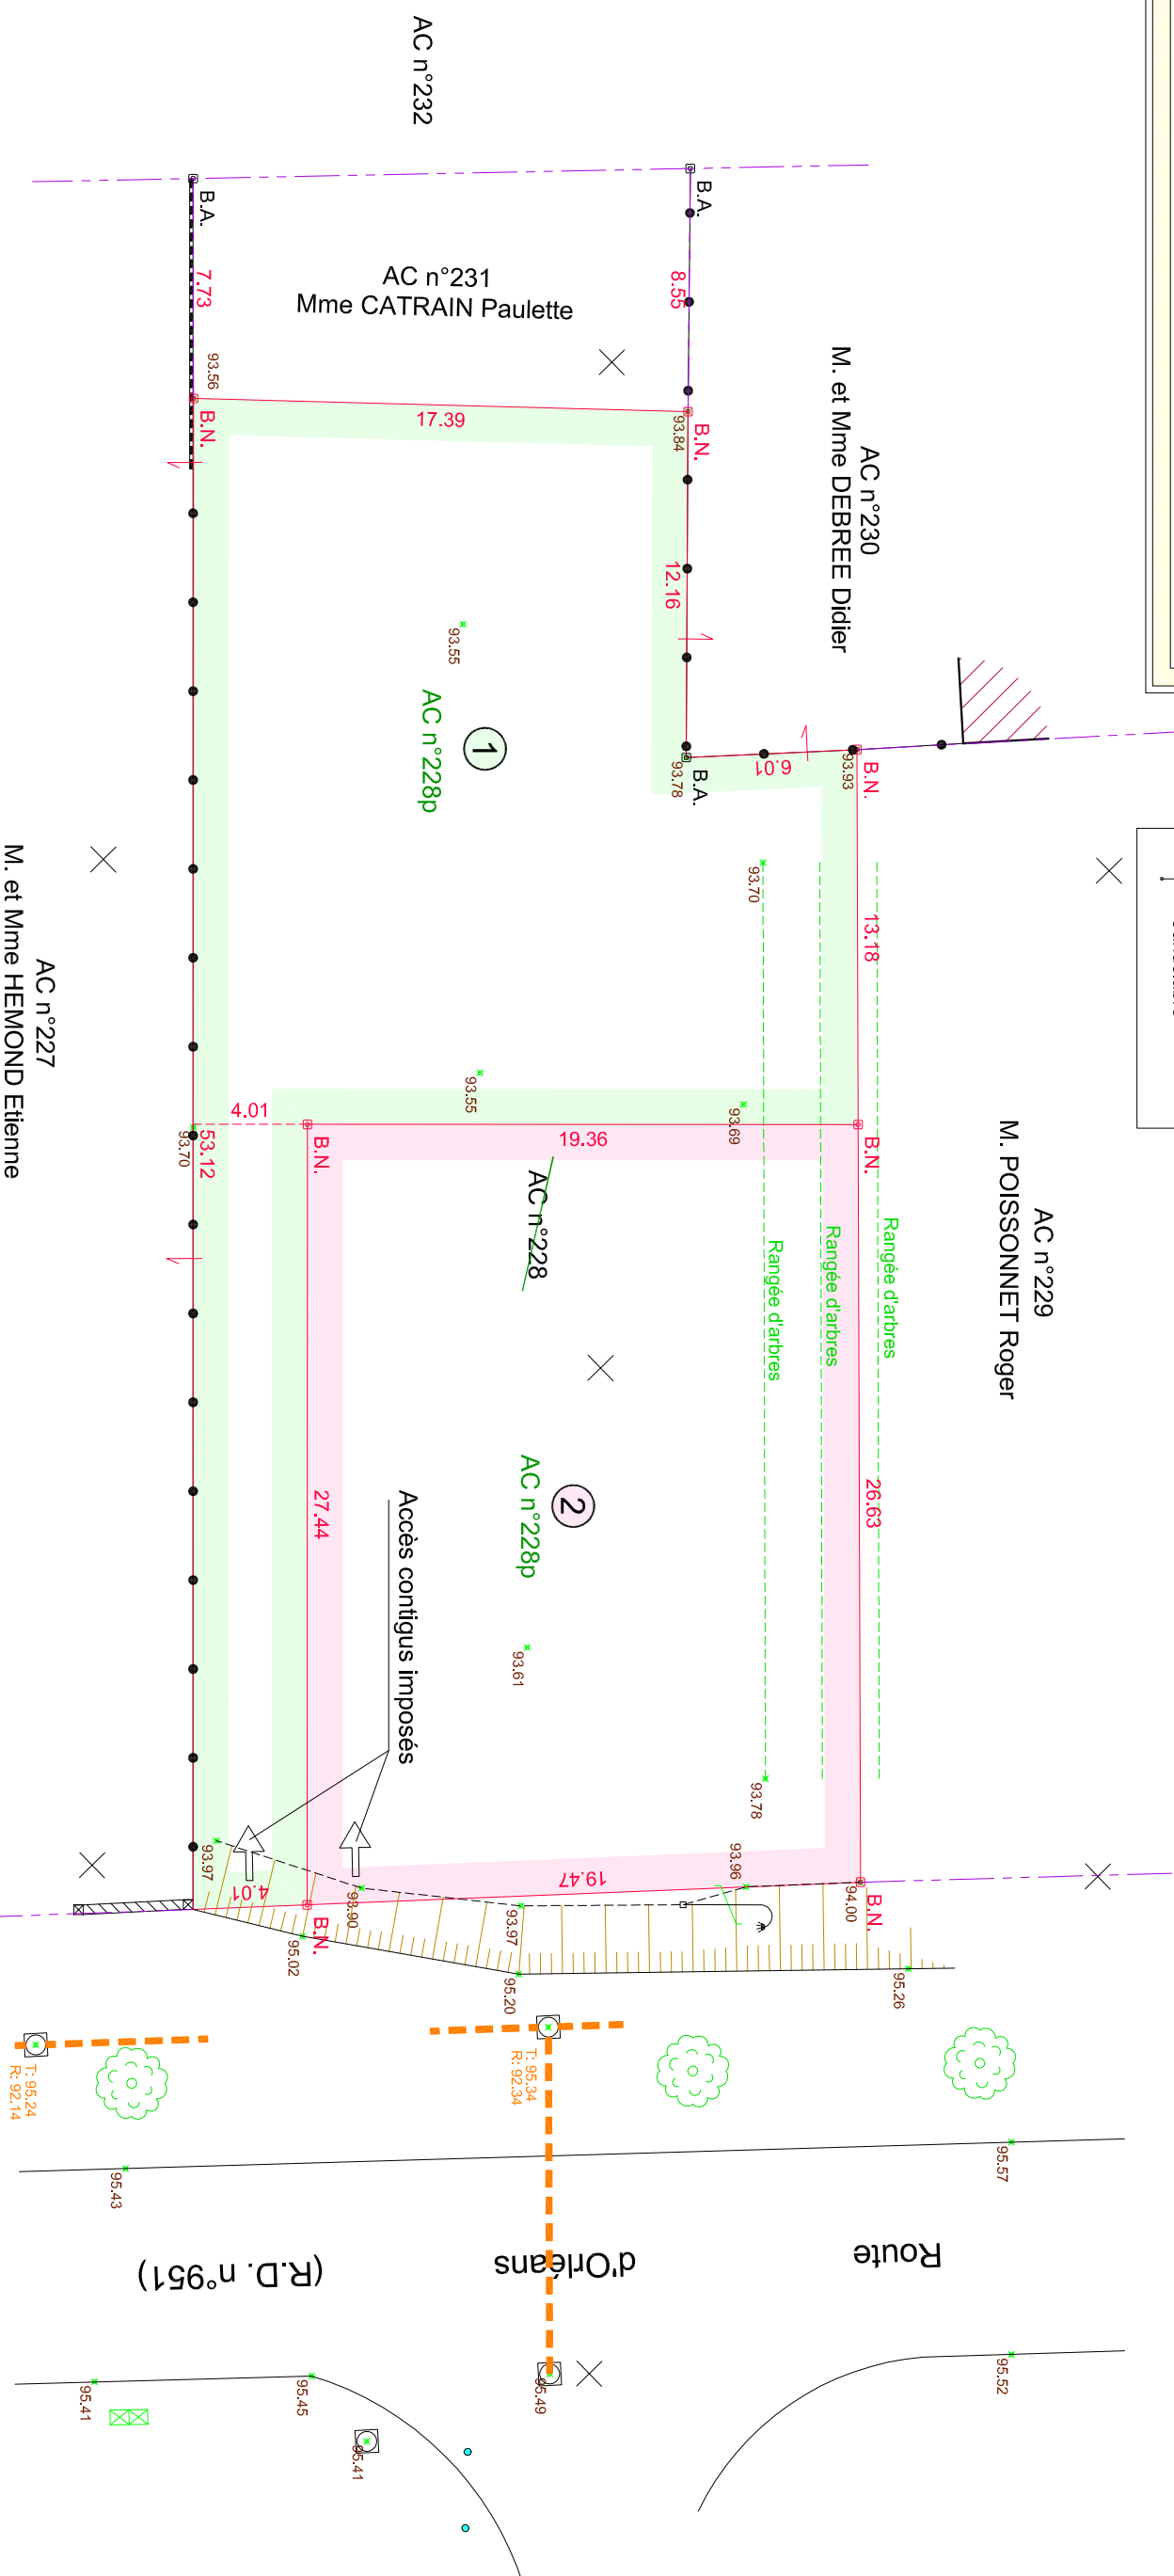 AC n°232
B.A.
B.A.
7.73
8.55
AC n°231
Mme CATRAIN Paulette
93.56
B.N.
17.39
93.84
B.N.
AC n°230
M. et Mme DEBREE Didier
12.16
93.55
AC n°228p
1
93.78
B.A.
6.01
93.93
B.N.
93.70
13.18
AC n°227
M. et Mme HEMOND Etienne
93.55
93.69
4.01
53.12
93.70
B.N.
19.36
B.N.
AC n°228
AC n°229
M. POISSONNET Roger
Rangée d'arbres
Rangée d'arbres
Rangée d'arbres
27.44
26.63
AC n°228p
2
Accès contigus imposés
93.61
93.78
93.97
4.01
93.90
B.N.
19.47
93.96
94.00
B.N.
93.97
95.02
95.20
95.26
T: 95.24
R: 92.14
T: 95.34
R: 92.34
95.43
95.57
Route
d'Orléans
(R.D. n°951)
95.41
95.45
95.49
95.52
95.41